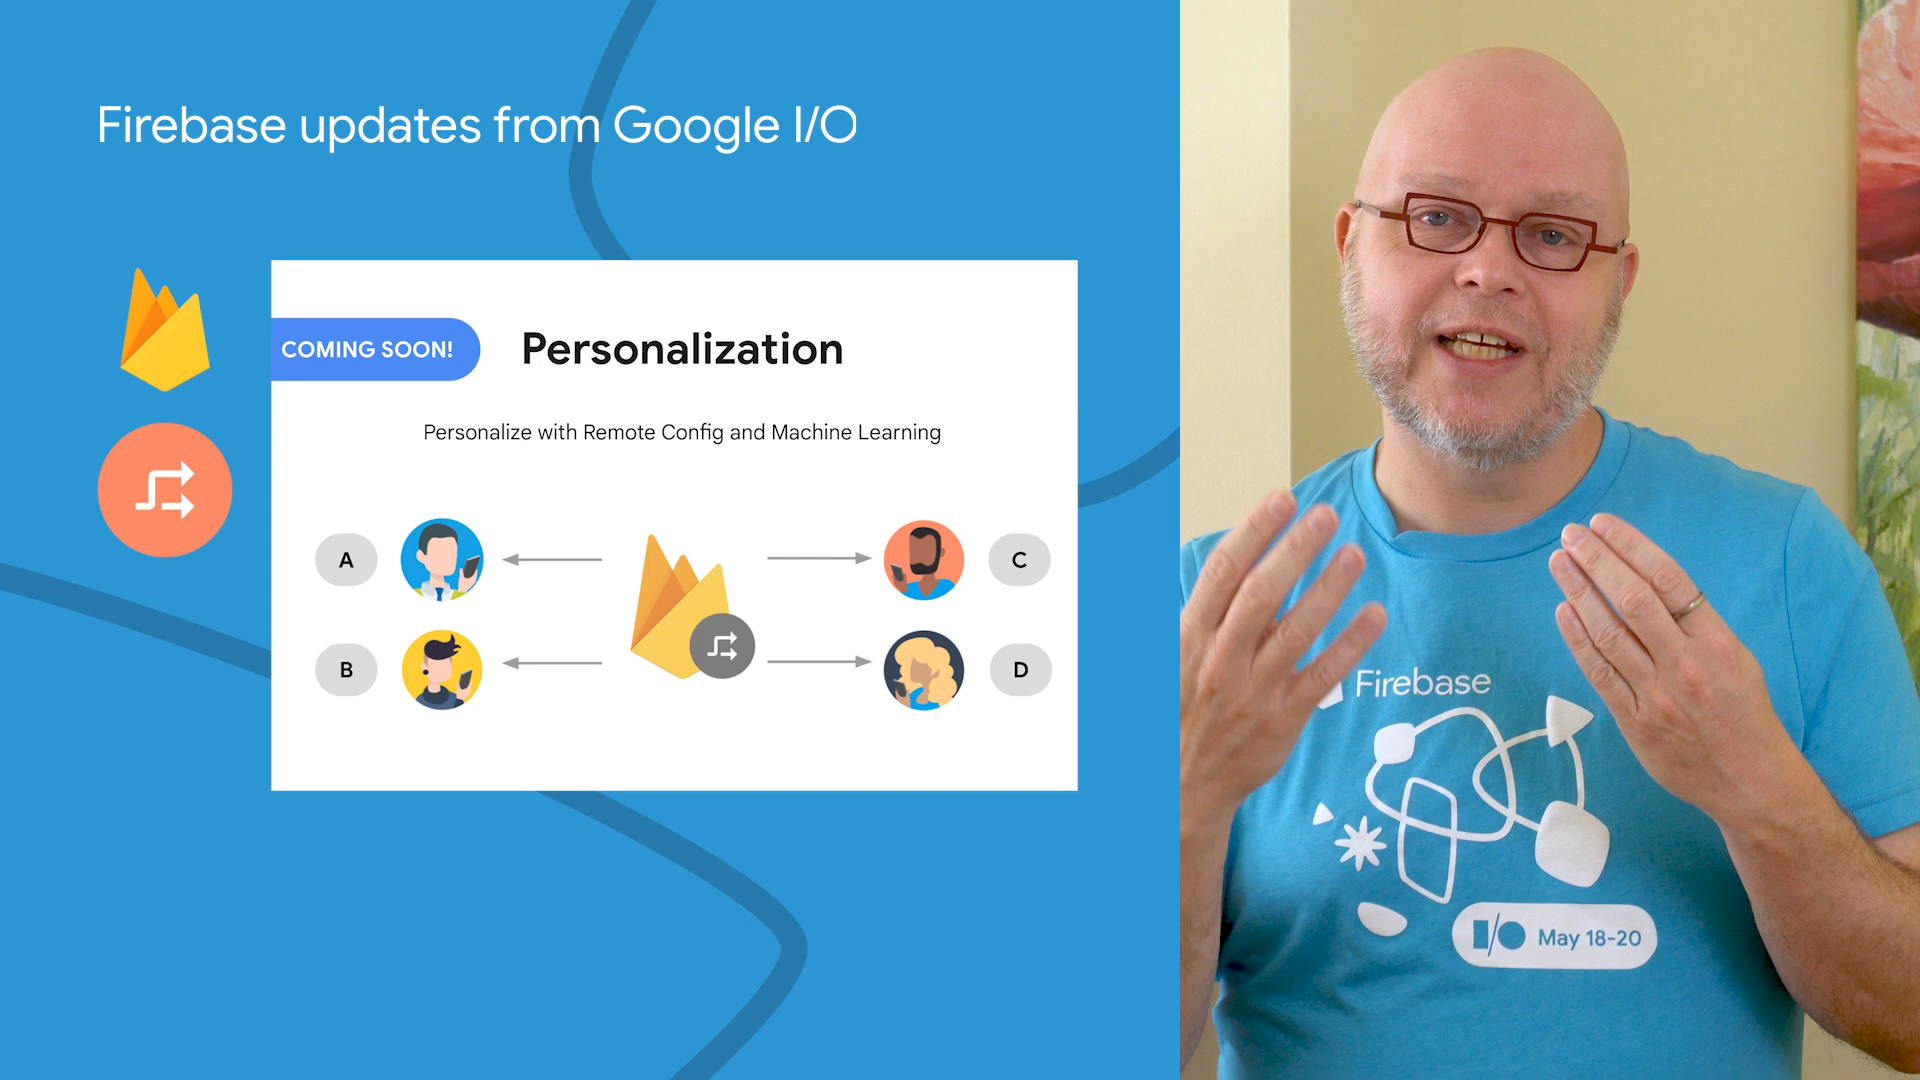 Firebase updates from Google I/O
COMING SOON!
Personalization
Personalize with Remote Config and Machine Learning
A
C
B
D
Firebase
I/O May 18-20